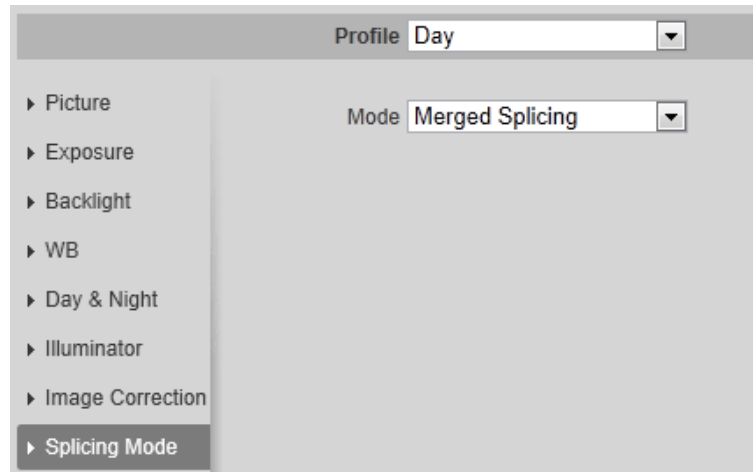 Profile Day
Picture
Mode Merged Splicing
Exposure
Backlight
WB
Day & Night
Illuminator
Image Correction
Splicing Mode